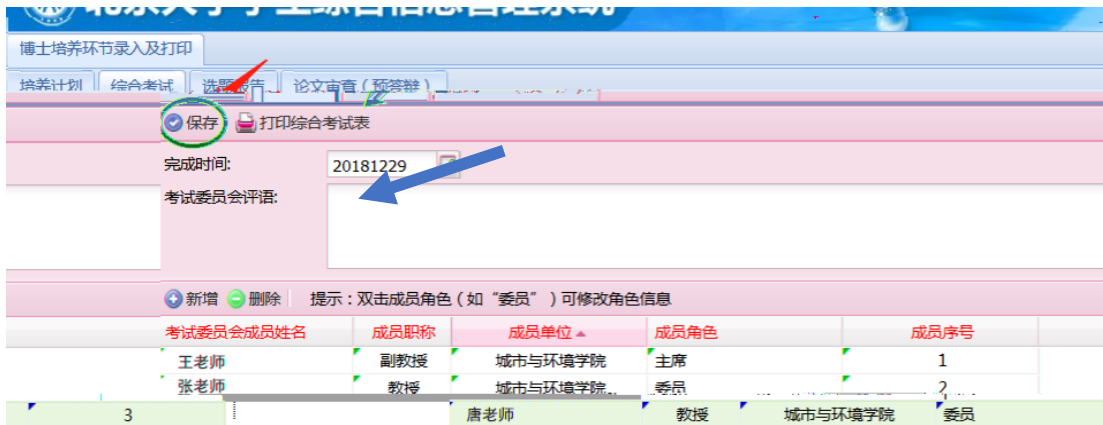 博士培养环节录入及打印
培养计划 综合考试 选题报告 论文审查（预答辩）
保存 打印综合考试表
完成时间: 20181229
考试委员会评语:
新增 删除 提示：双击成员角色（如“委员”）可修改角色信息
考试委员会成员姓名 成员职称 成员单位 成员角色 成员序号
王老师 副教授 城市与环境学院 主席 1
张老师 教授 城市与环境学院 委员 2
3 唐老师 教授 城市与环境学院 委员